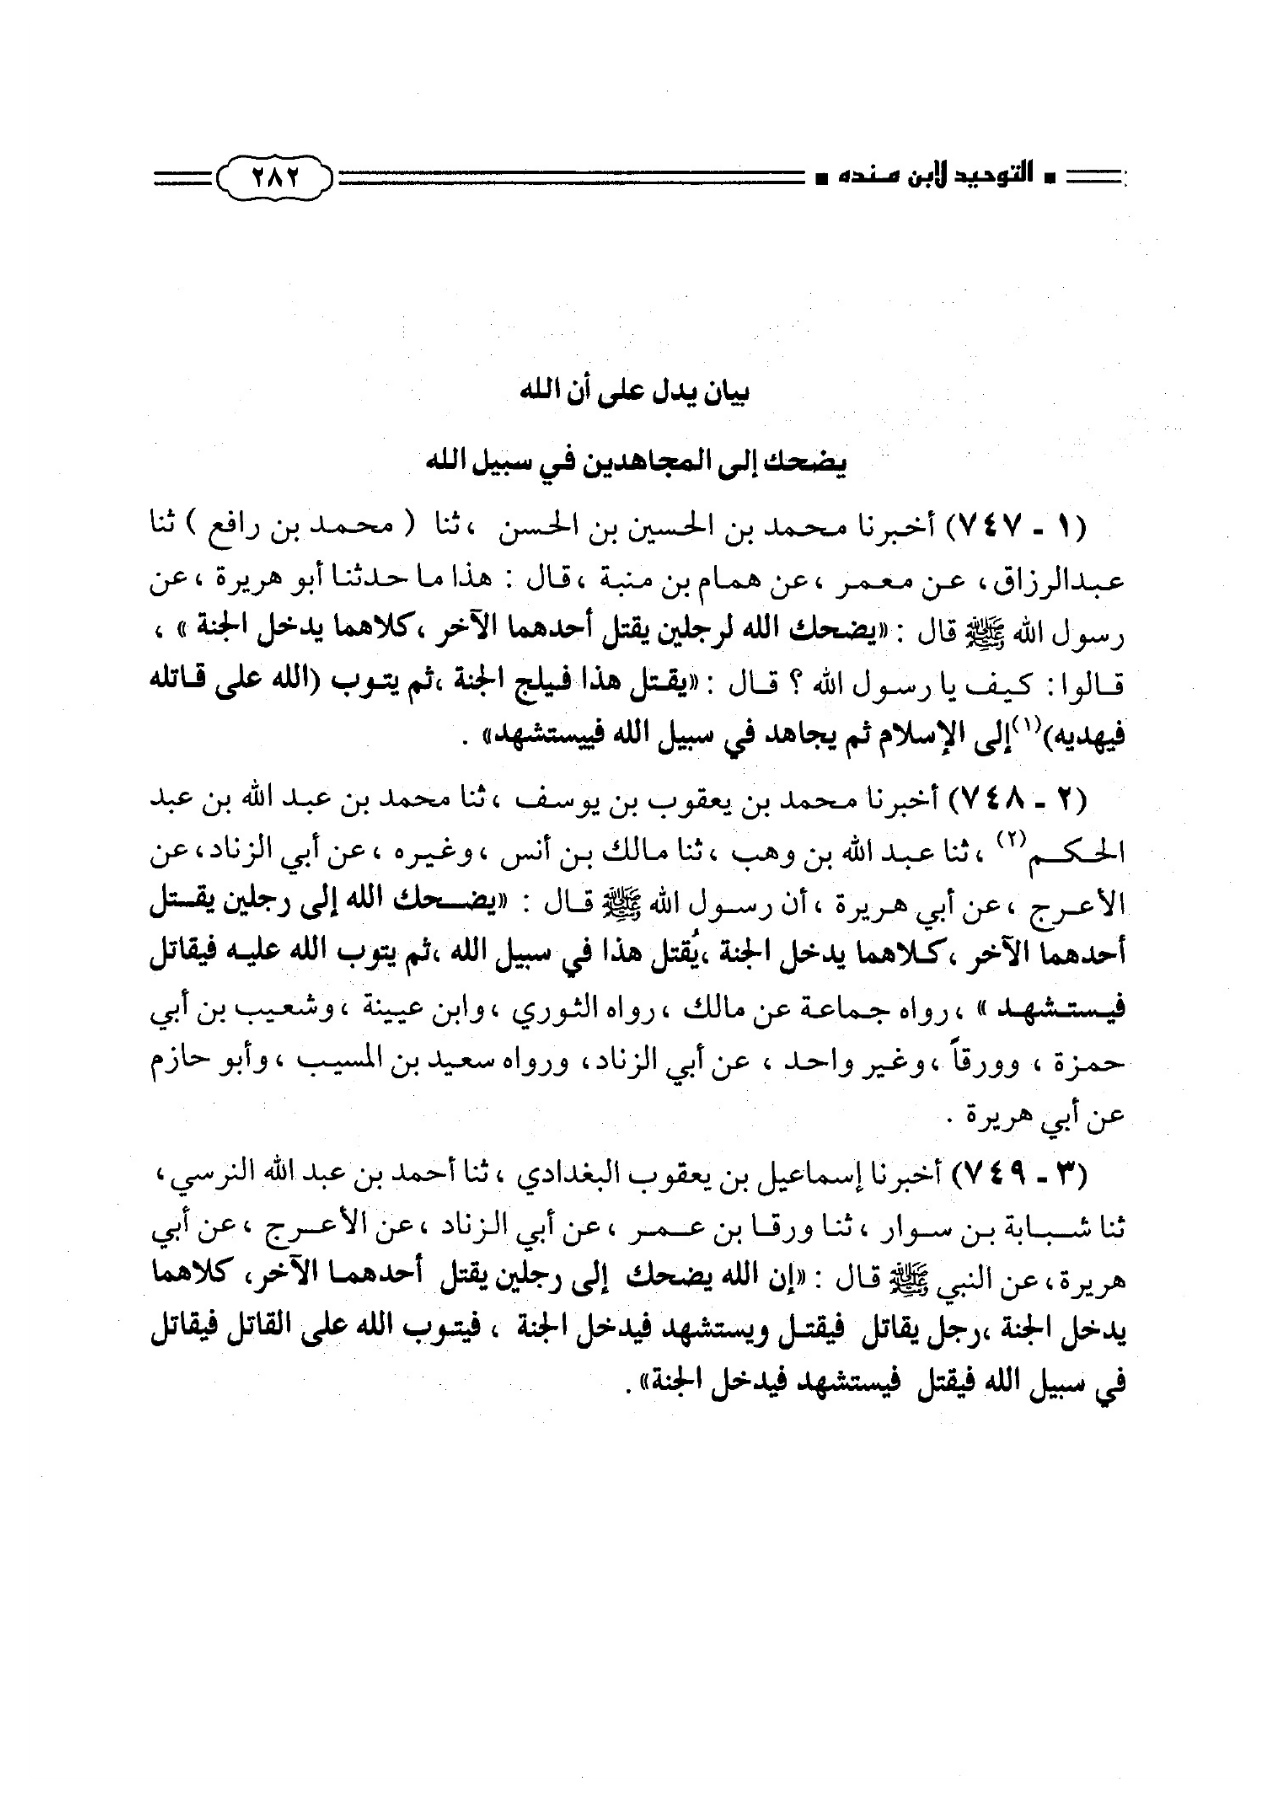 التوحيد لابن منده ٢٨٢
بيان يدل على أن الله
يضحك إلى المجاهدين في سبيل الله
(١ - ٧٤٧) أخبرنا محمد بن الحسين بن الحسن ، ثنا ( محمد بن رافع ) ثنا
عبدالرزاق، عن معمر ، عن همام بن منبة ، قال : هذا ما حدثنا أبو هريرة ، عن
رسول الله ﷺ قال : «يضحك الله لرجلين يقتل أحدهما الآخر ، كلاهما يدخل الجنة » ،
قالوا: كيف يا رسول الله ؟ قال : «يقتل هذا فيلج الجنة ، ثم يتوب (الله على قاتله
فيهديه)(١) إلى الإسلام ثم يجاهد في سبيل الله فييستشهد» .
(٢ - ٧٤٨) أخبرنا محمد بن يعقوب بن يوسف ، ثنا محمد بن عبد الله بن عبد
الحكم(٢) ، ثنا عبد الله بن وهب ، ثنا مالك بن أنس ، وغيره ، عن أبي الزناد، عن
الأعرج ، عن أبي هريرة ، أن رسول الله ﷺ قال : «يضحك الله إلى رجلين يقتل
أحدهما الآخر ، كلاهما يدخل الجنة ، يُقتل هذا في سبيل الله ، ثم يتوب الله عليه فيقاتل
فيستشهد » ، رواه جماعة عن مالك ، رواه الثوري ، وابن عيينة ، وشعيب بن أبي
حمزة ، وورقاً ، وغير واحد ، عن أبي الزناد، ورواه سعيد بن المسيب ، وأبو حازم
عن أبي هريرة .
(٣ - ٧٤٩) أخبرنا إسماعيل بن يعقوب البغدادي ، ثنا أحمد بن عبد الله النرسي ،
ثنا شبابة بن سوار ، ثنا ورقا بن عمر ، عن أبي الزناد ، عن الأعرج ، عن أبي
هريرة ، عن النبي ﷺ قال : «إن الله يضحك إلى رجلين يقتل أحدهما الآخر، كلاهما
يدخل الجنة ، رجل يقاتل فيقتل ويستشهد فيدخل الجنة ، فيتوب الله على القاتل فيقاتل
في سبيل الله فيقتل فيستشهد فيدخل الجنة» .